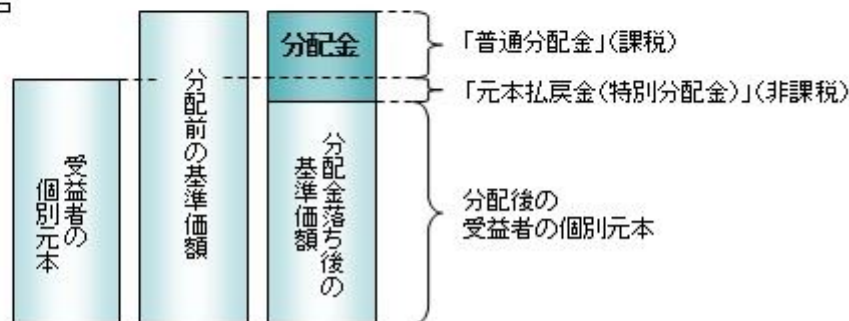 受益者の
個別元本
分配前の基準価額
分配金
分配金落ち後の
基準価額
「普通分配金」(課税)
「元本払戻金(特別分配金)」(非課税)
分配後の
受益者の個別元本